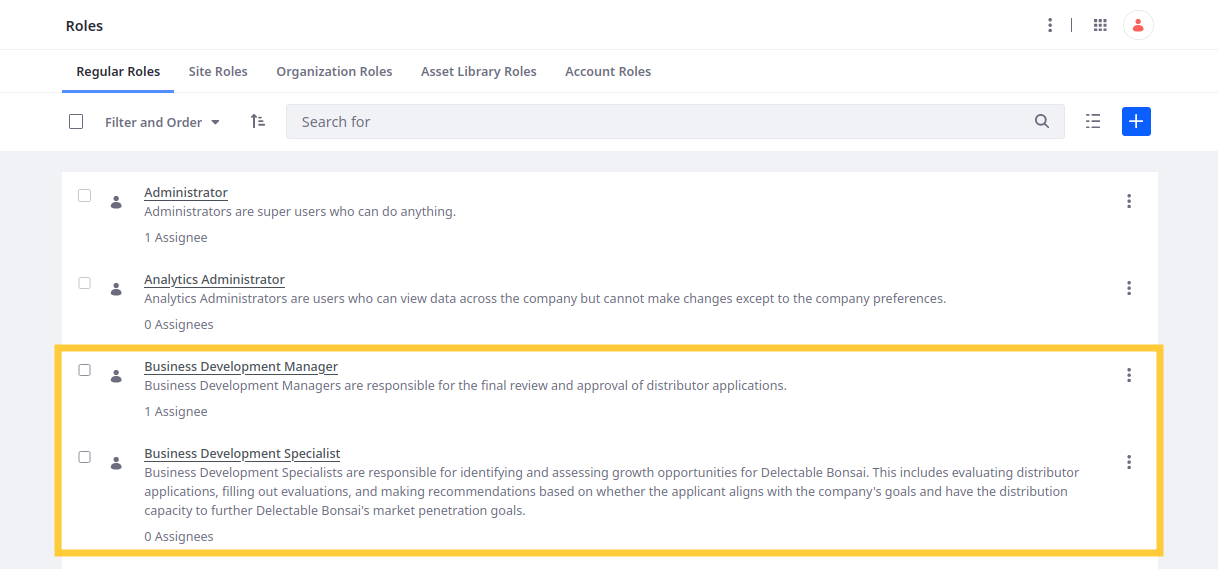 Roles
Regular Roles Site Roles Organization Roles Asset Library Roles Account Roles
Filter and Order Search for
Administrator
Administrators are super users who can do anything.
1 Assignee
Analytics Administrator
Analytics Administrators are users who can view data across the company but cannot make changes except to the company preferences.
0 Assignees
Business Development Manager
Business Development Managers are responsible for the final review and approval of distributor applications.
1 Assignee
Business Development Specialist
Business Development Specialists are responsible for identifying and assessing growth opportunities for Delectable Bonsai. This includes evaluating distributor
applications, filling out evaluations, and making recommendations based on whether the applicant aligns with the company's goals and have the distribution
capacity to further Delectable Bonsai's market penetration goals.
0 Assignees